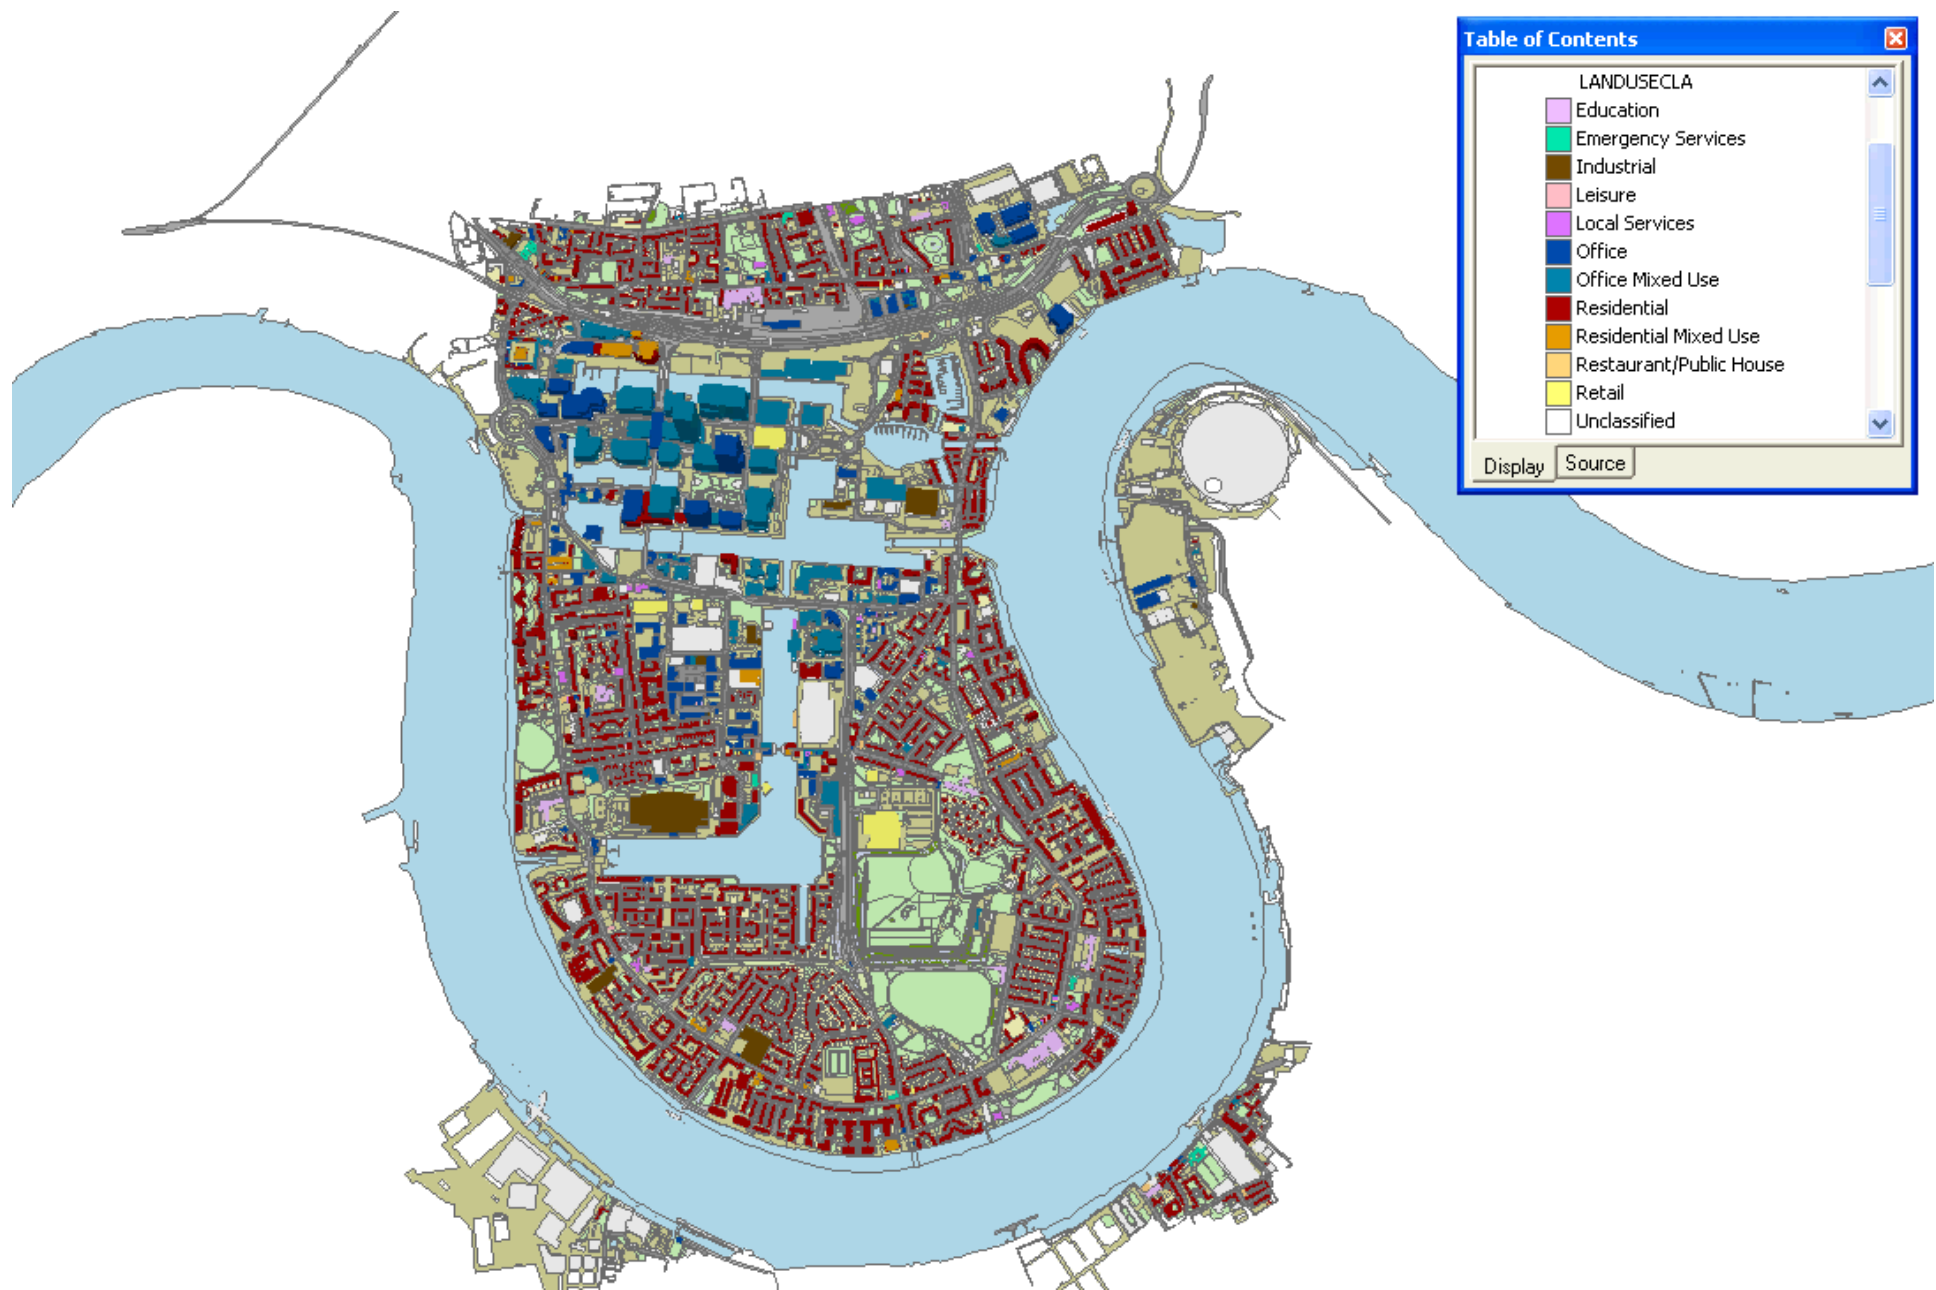 Table of Contents
LANDUSECLA
Education
Emergency Services
Industrial
Leisure
Local Services
Office
Office Mixed Use
Residential
Residential Mixed Use
Restaurant/Public House
Retail
Unclassified
Display Source